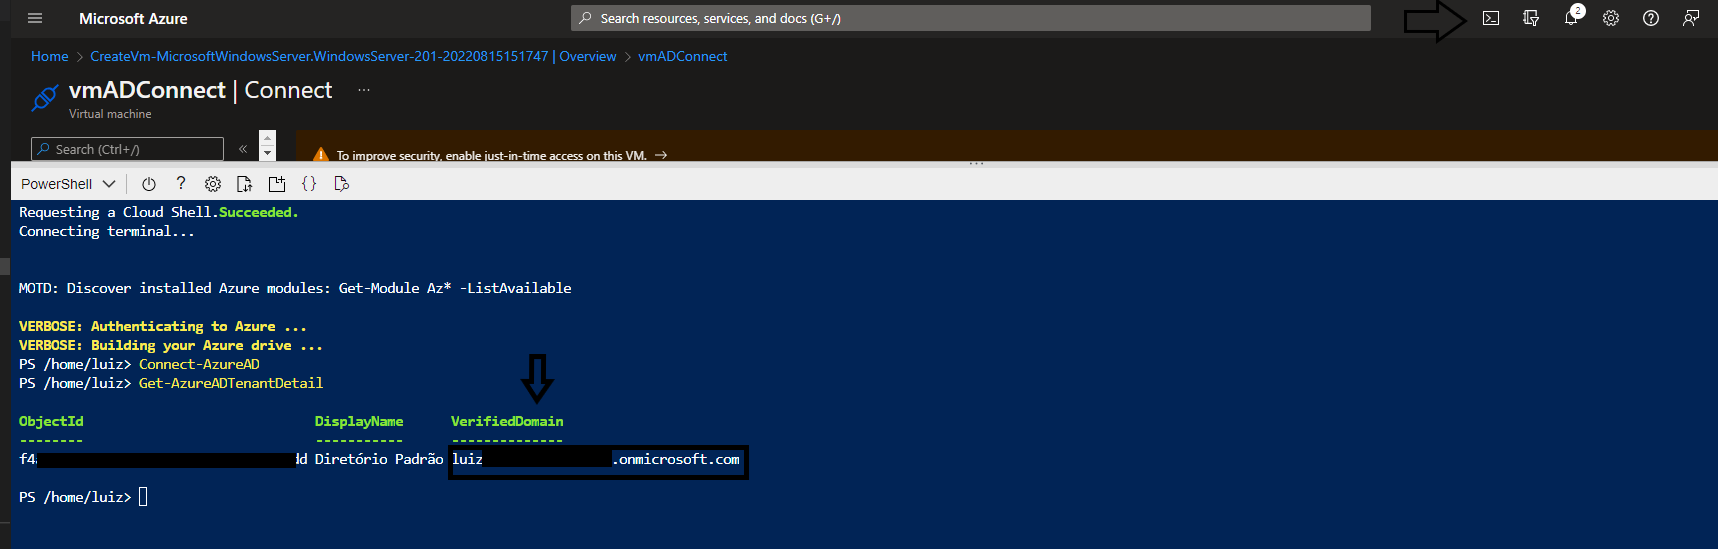 Microsoft Azure
Search resources, services, and docs (G+/)
2
Home > CreateVm-MicrosoftWindowsServer.WindowsServer-201-20220815151747 | Overview > vmADConnect
vmADConnect | Connect ...
Virtual machine
Search (Ctrl+/)
«
To improve security, enable just-in-time access on this VM. →
PowerShell
?
{}
Requesting a Cloud Shell.Succeeded.
Connecting terminal...
MOTD: Discover installed Azure modules: Get-Module Az* -ListAvailable
VERBOSE: Authenticating to Azure ...
VERBOSE: Building your Azure drive ...
PS /home/luiz> Connect-AzureAD
PS /home/luiz> Get-AzureADTenantDetail
ObjectId DisplayName VerifiedDomain
-------- ----------- --------------
f4 dd Diretório Padrão luiz .onmicrosoft.com
PS /home/luiz>